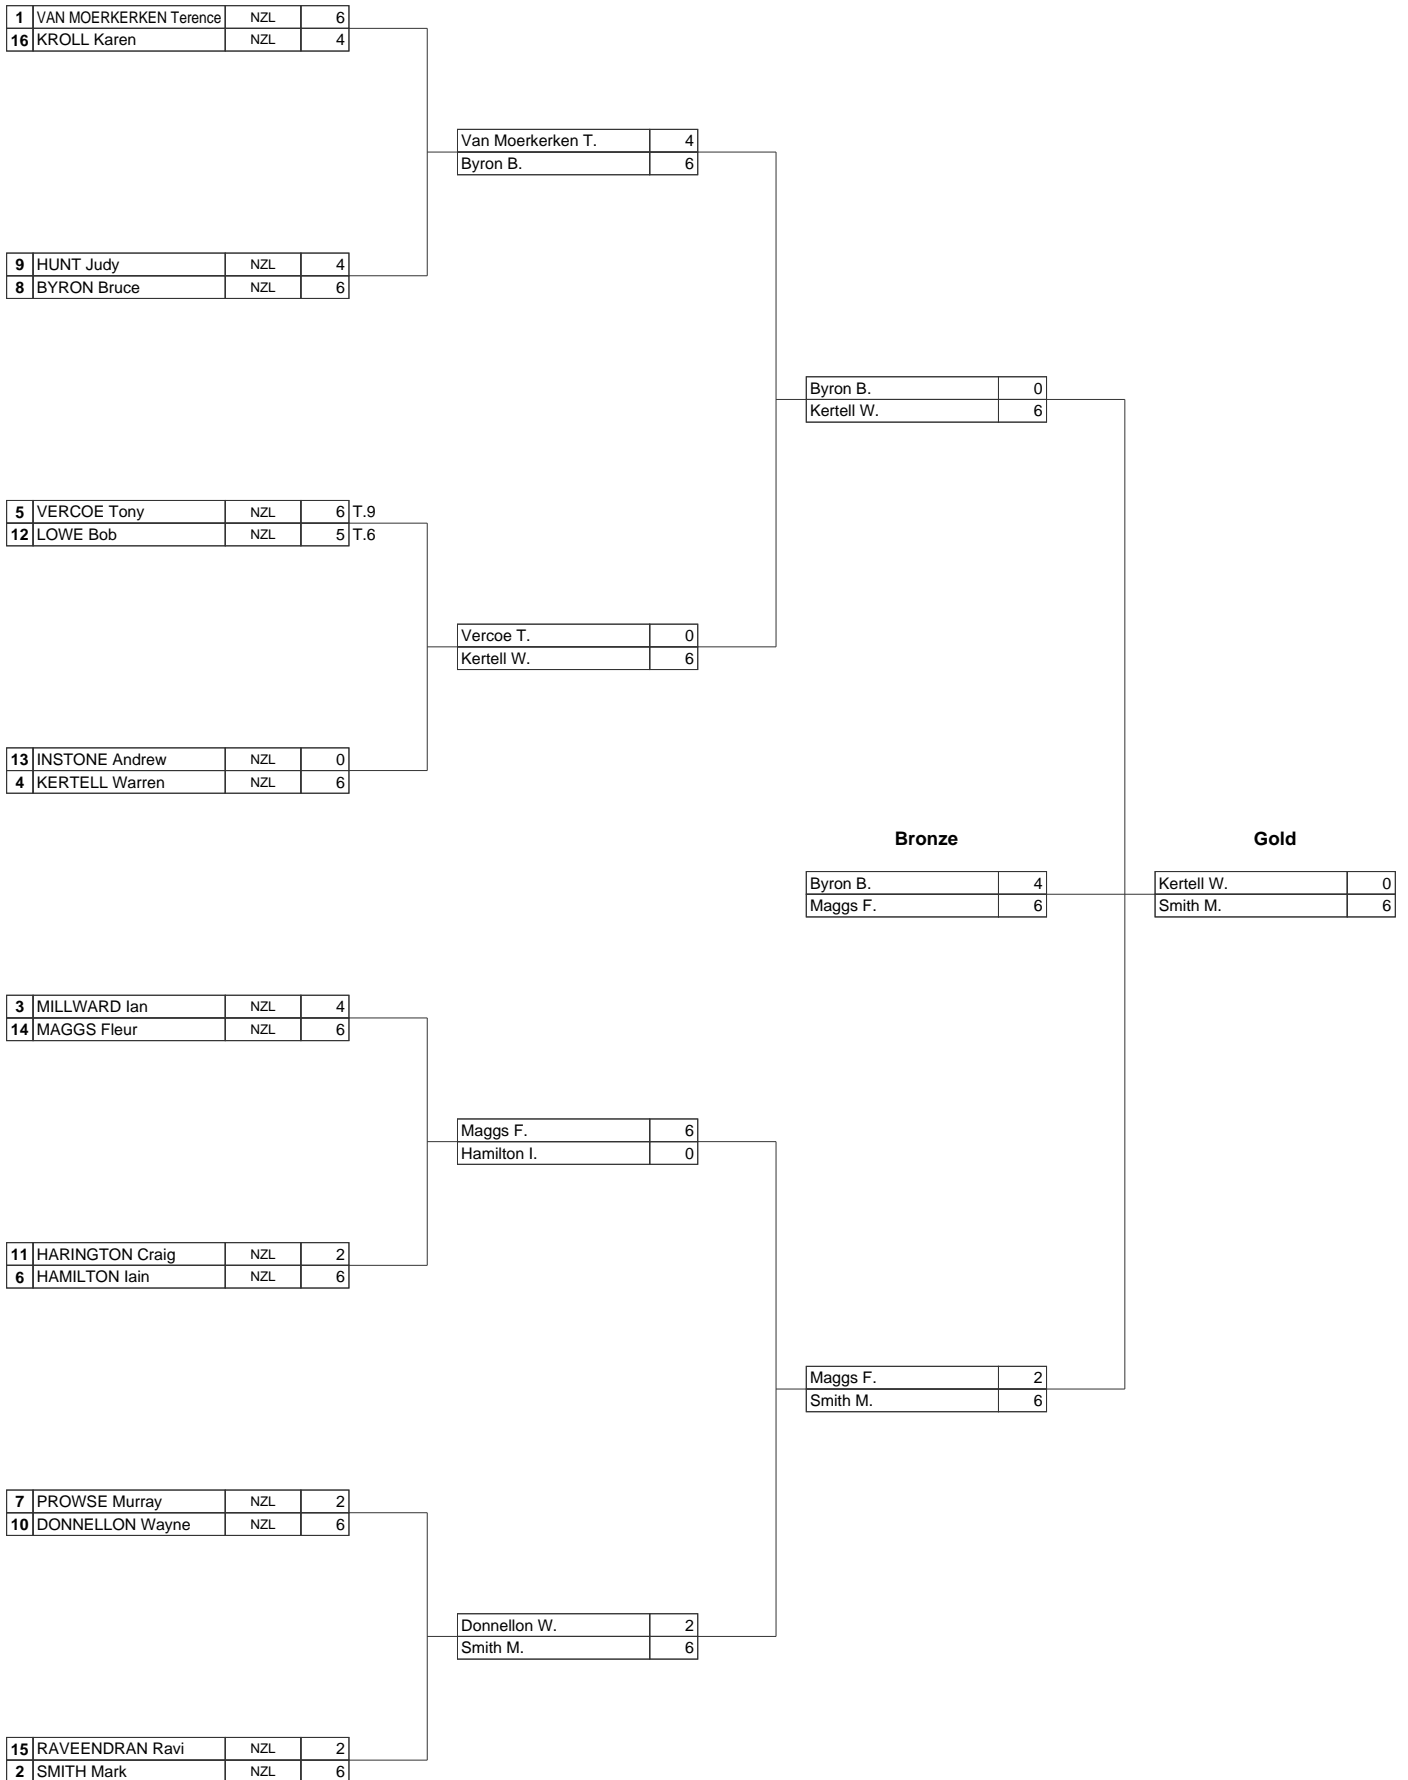 1 VAN MOERKERKEN Terence NZL 6
16 KROLL Karen NZL 4
Van Moerkerken T. 4
Byron B. 6
9 HUNT Judy NZL 4
8 BYRON Bruce NZL 6
Byron B. 0
Kertell W. 6
5 VERCOE Tony NZL 6 T.9
12 LOWE Bob NZL 5 T.6
Vercoe T. 0
Kertell W. 6
13 INSTONE Andrew NZL 0
4 KERTELL Warren NZL 6
Bronze Gold
Byron B. 4 Kertell W. 0
Maggs F. 6 Smith M. 6
3 MILLWARD Ian NZL 4
14 MAGGS Fleur NZL 6
Maggs F. 6
Hamilton I. 0
11 HARINGTON Craig NZL 2
6 HAMILTON Iain NZL 6
Maggs F. 2
Smith M. 6
7 PROWSE Murray NZL 2
10 DONNELLON Wayne NZL 6
Donnellon W. 2
Smith M. 6
15 RAVEENDRAN Ravi NZL 2
2 SMITH Mark NZL 6